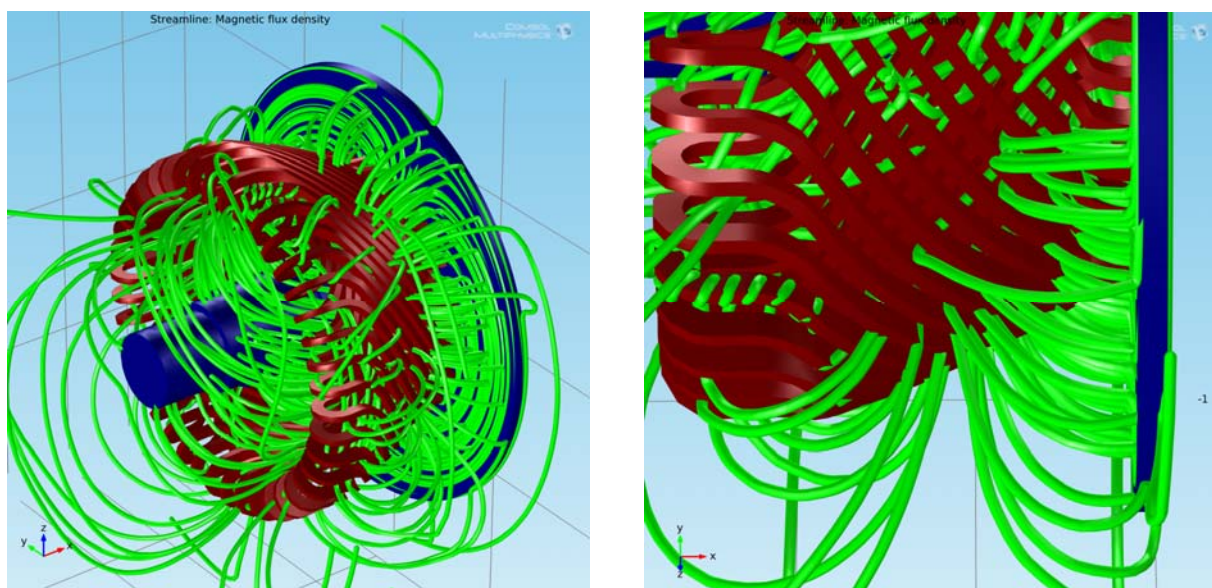 Streamline: Magnetic flux density
COMSOL
MULTIPHYSICS
z
y
x
Streamline: Magnetic flux density
-1
y
x
z